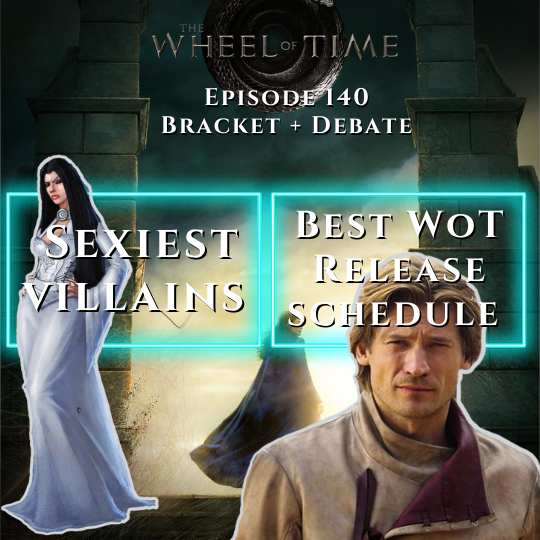 THE
WHEEL OF TIME
EPISODE 140
BRACKET + DEBATE
SEXIEST
VILLAINS
BEST WOT
RELEASE
SCHEDULE